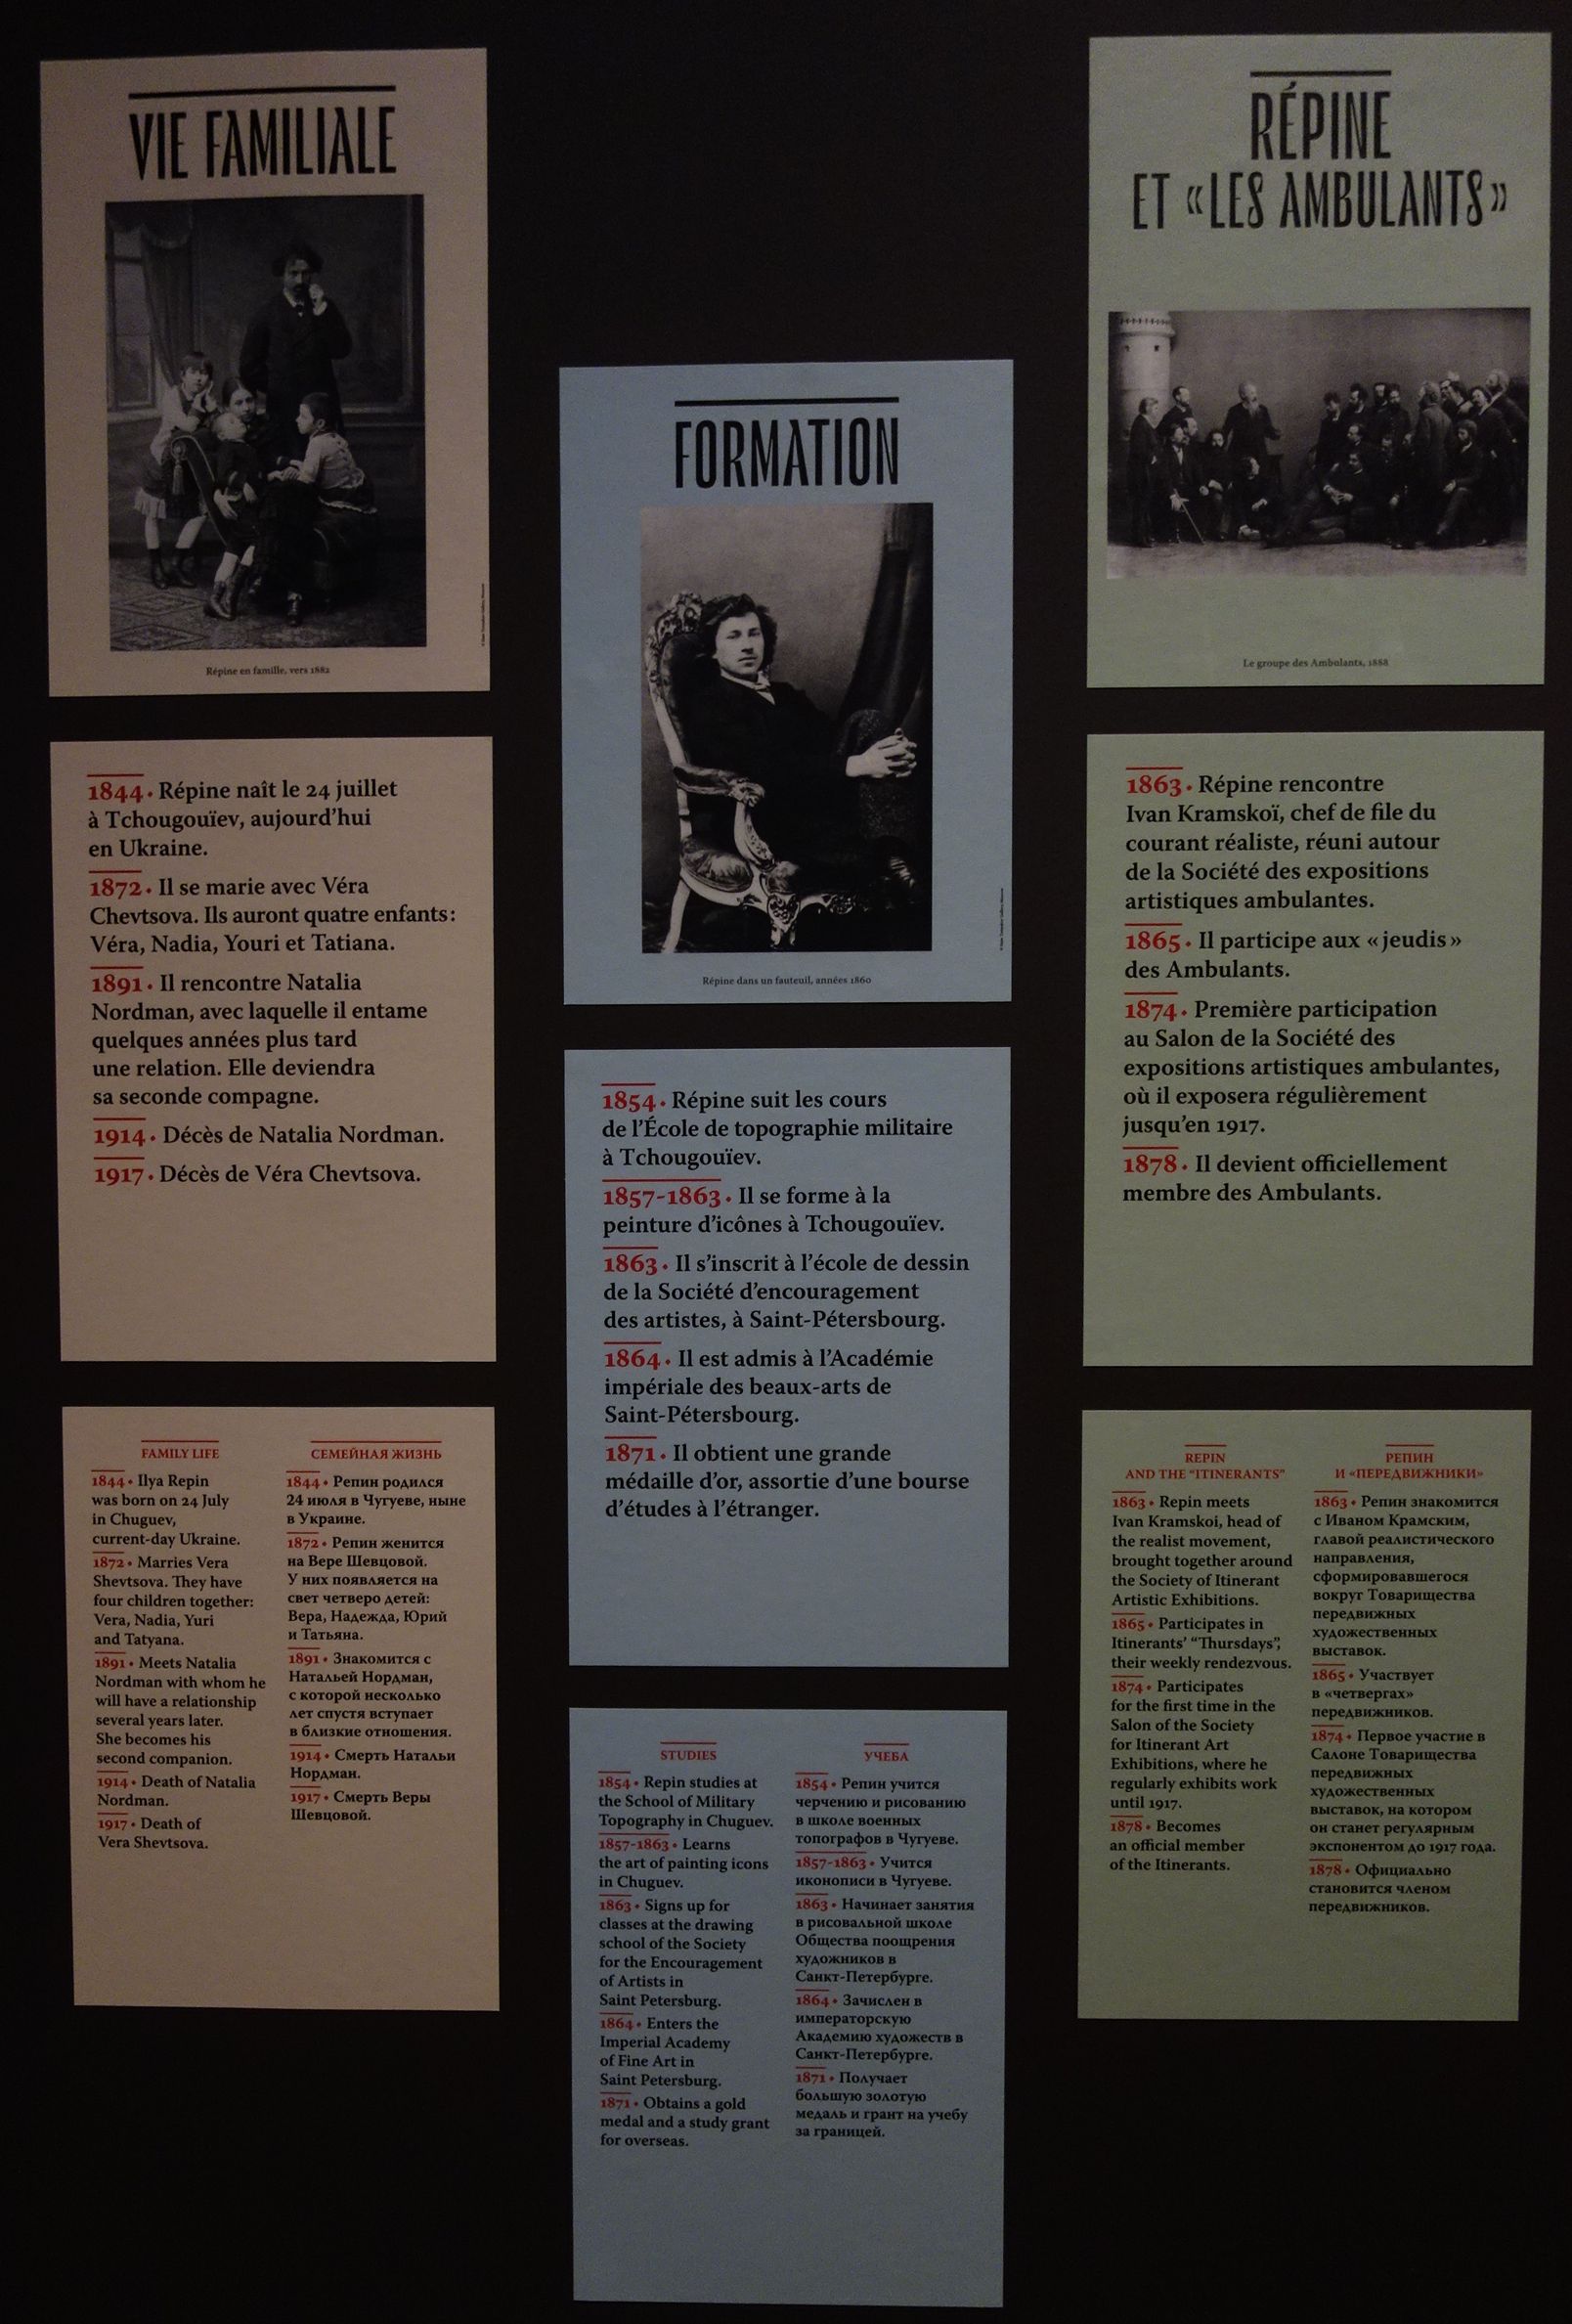 VIE FAMILIALE
Répine en famille, vers 1882
1844 • Répine naît le 24 juillet
à Tchougouïev, aujourd'hui
en Ukraine.
1872 • Il se marie avec Véra
Chevtsova. Ils auront quatre enfants:
Véra, Nadia, Youri et Tatiana.
1891 • Il rencontre Natalia
Nordman, avec laquelle il entame
quelques années plus tard
une relation. Elle deviendra
sa seconde compagne.
1914 • Décès de Natalia Nordman.
1917 • Décès de Véra Chevtsova.
FAMILY LIFE
1844 • Ilya Repin
was born on 24 July
in Chuguev,
current-day Ukraine.
1872 • Marries Vera
Shevtsova. They have
four children together:
Vera, Nadia, Yuri
and Tatyana.
1891 • Meets Natalia
Nordman with whom he
will have a relationship
several years later.
She becomes his
second companion.
1914 • Death of Natalia
Nordman.
1917 • Death of
Vera Shevtsova.
СЕМЕЙНАЯ ЖИЗНЬ
1844 • Репин родился
24 июля в Чугуеве, ныне
в Украине.
1872 • Репин женится
на Вере Шевцовой.
У них появляется на
свет четверо детей:
Вера, Надежда, Юрий
и Татьяна.
1891 • Знакомится с
Натальей Нордман,
с которой несколько
лет спустя вступает
в близкие отношения.
1914 • Смерть Натальи
Нордман.
1917 • Смерть Веры
Шевцовой.
FORMATION
Répine dans un fauteuil, années 1860
1854 • Répine suit les cours
de l'École de topographie militaire
à Tchougouïev.
1857-1863 • Il se forme à la
peinture d'icônes à Tchougouïev.
1863 • Il s'inscrit à l'école de dessin
de la Société d'encouragement
des artistes, à Saint-Pétersbourg.
1864 • Il est admis à l'Académie
impériale des beaux-arts de
Saint-Pétersbourg.
1871 • Il obtient une grande
médaille d'or, assortie d'une bourse
d'études à l'étranger.
STUDIES
1854 • Repin studies at
the School of Military
Topography in Chuguev.
1857-1863 • Learns
the art of painting icons
in Chuguev.
1863 • Signs up for
classes at the drawing
school of the Society
for the Encouragement
of Artists in
Saint Petersburg.
1864 • Enters the
Imperial Academy
of Fine Art in
Saint Petersburg.
1871 • Obtains a gold
medal and a study grant
for overseas.
УЧЕБА
1854 • Репин учится
черчению и рисованию
в школе военных
топографов в Чугуеве.
1857-1863 • Учится
иконописи в Чугуеве.
1863 • Начинает занятия
в рисовальной школе
Общества поощрения
художников в
Санкт-Петербурге.
1864 • Зачислен в
императорскую
Академию художеств в
Санкт-Петербурге.
1871 • Получает
большую золотую
медаль и грант на учебу
за границей.
RÉPINE
ET «LES AMBULANTS»
Le groupe des Ambulants, 1888
1863 • Répine rencontre
Ivan Kramskoï, chef de file du
courant réaliste, réuni autour
de la Société des expositions
artistiques ambulantes.
1865 • Il participe aux «jeudis»
des Ambulants.
1874 • Première participation
au Salon de la Société des
expositions artistiques ambulantes,
où il exposera régulièrement
jusqu'en 1917.
1878 • Il devient officiellement
membre des Ambulants.
REPIN
AND THE "ITINERANTS"
1863 • Repin meets
Ivan Kramskoi, head of
the realist movement,
brought together around
the Society of Itinerant
Artistic Exhibitions.
1865 • Participates in
Itinerants' "Thursdays",
their weekly rendezvous.
1874 • Participates
for the first time in the
Salon of the Society
for Itinerant Art
Exhibitions, where he
regularly exhibits work
until 1917.
1878 • Becomes
an official member
of the Itinerants.
РЕПИН
И «ПЕРЕДВИЖНИКИ»
1863 • Репин знакомится
с Иваном Крамским,
главой реалистического
направления,
сформировавшегося
вокруг Товарищества
передвижных
художественных
выставок.
1865 • Участвует
в «четвергах»
передвижников.
1874 • Первое участие в
Салоне Товарищества
передвижных
художественных
выставок, на котором
он станет регулярным
экспонентом до 1917 года.
1878 • Официально
становится членом
передвижников.